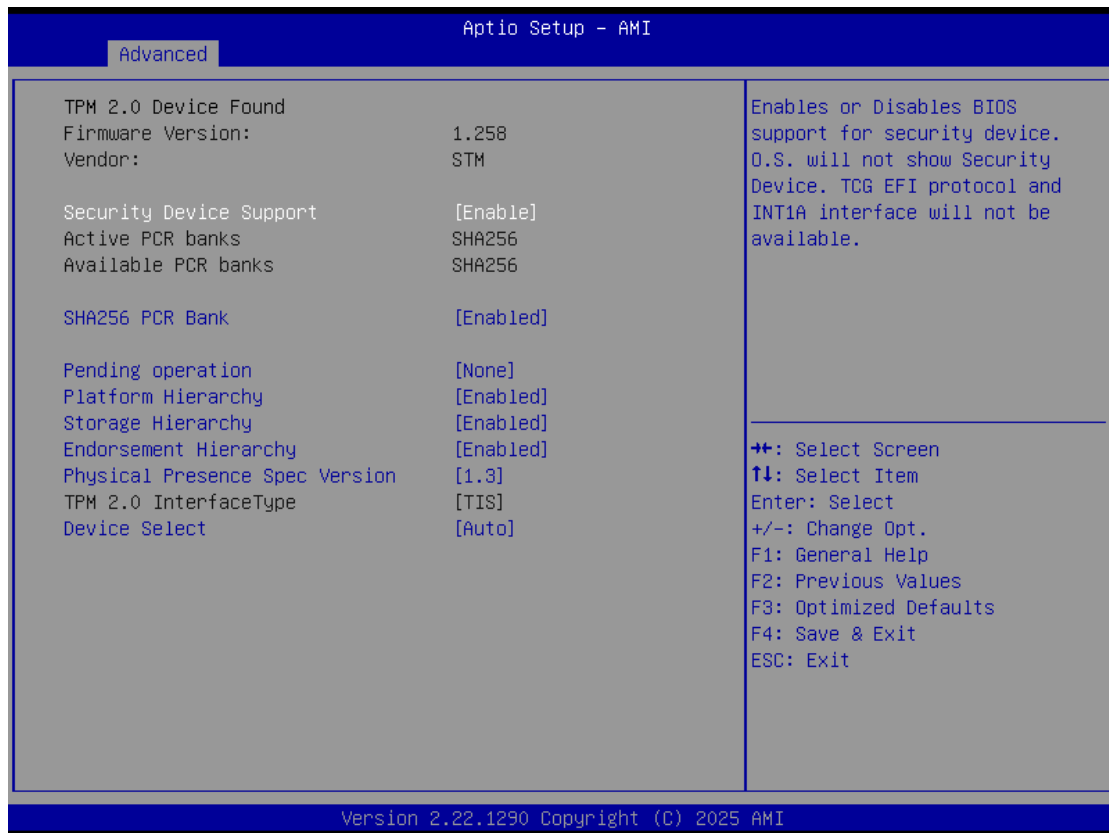 Aptio Setup – AMI
Advanced
TPM 2.0 Device Found
Firmware Version: 1.258
Vendor: STM
Security Device Support [Enable]
Active PCR banks SHA256
Available PCR banks SHA256
SHA256 PCR Bank [Enabled]
Pending operation [None]
Platform Hierarchy [Enabled]
Storage Hierarchy [Enabled]
Endorsement Hierarchy [Enabled]
Physical Presence Spec Version [1.3]
TPM 2.0 InterfaceType [TIS]
Device Select [Auto]
Enables or Disables BIOS
support for security device.
O.S. will not show Security
Device. TCG EFI protocol and
INT1A interface will not be
available.
→←: Select Screen
↑↓: Select Item
Enter: Select
+/-: Change Opt.
F1: General Help
F2: Previous Values
F3: Optimized Defaults
F4: Save & Exit
ESC: Exit
Version 2.22.1290 Copyright (C) 2025 AMI